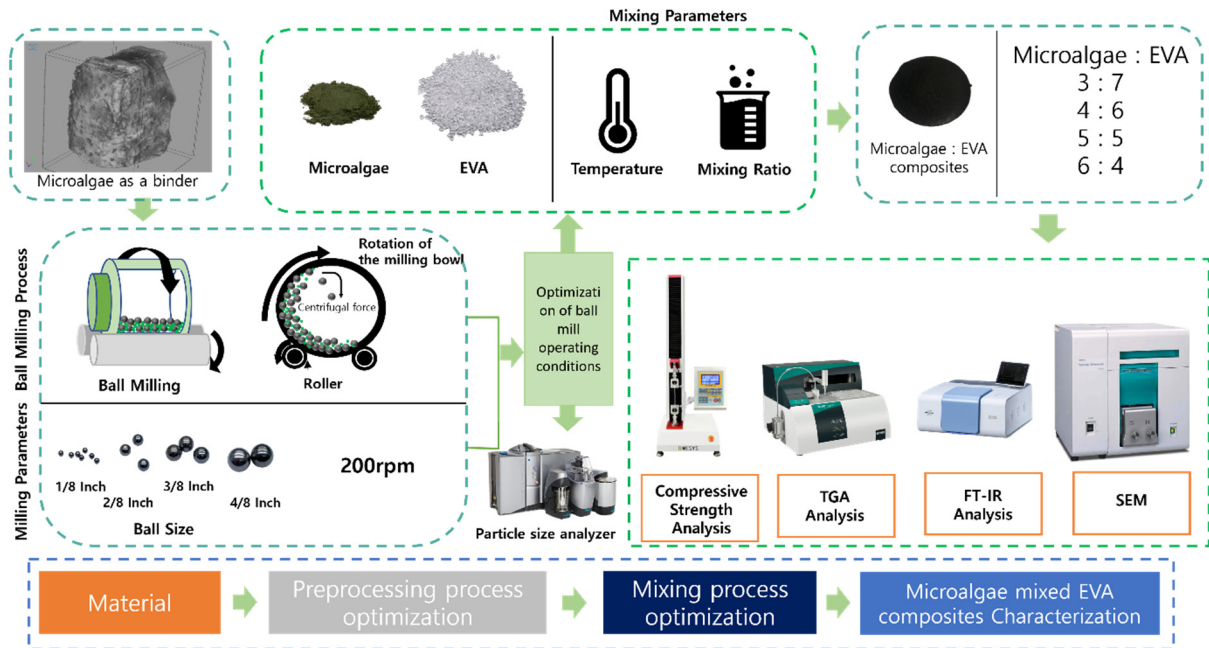 Mixing Parameters
Microalgae as a binder
Microalgae
EVA
Temperature
Mixing Ratio
Microalgae : EVA
composites
Microalgae : EVA
3 : 7
4 : 6
5 : 5
6 : 4
Ball Milling Process
Ball Milling
Rotation of
the milling bowl
Centrifugal force
Roller
Milling Parameters
1/8 Inch
2/8 Inch
3/8 Inch
4/8 Inch
Ball Size
200rpm
Optimizati
on of ball
mill
operating
conditions
Particle size analyzer
Compressive
Strength
Analysis
TGA
Analysis
FT-IR
Analysis
SEM
Material
Preprocessing process
optimization
Mixing process
optimization
Microalgae mixed EVA
composites Characterization